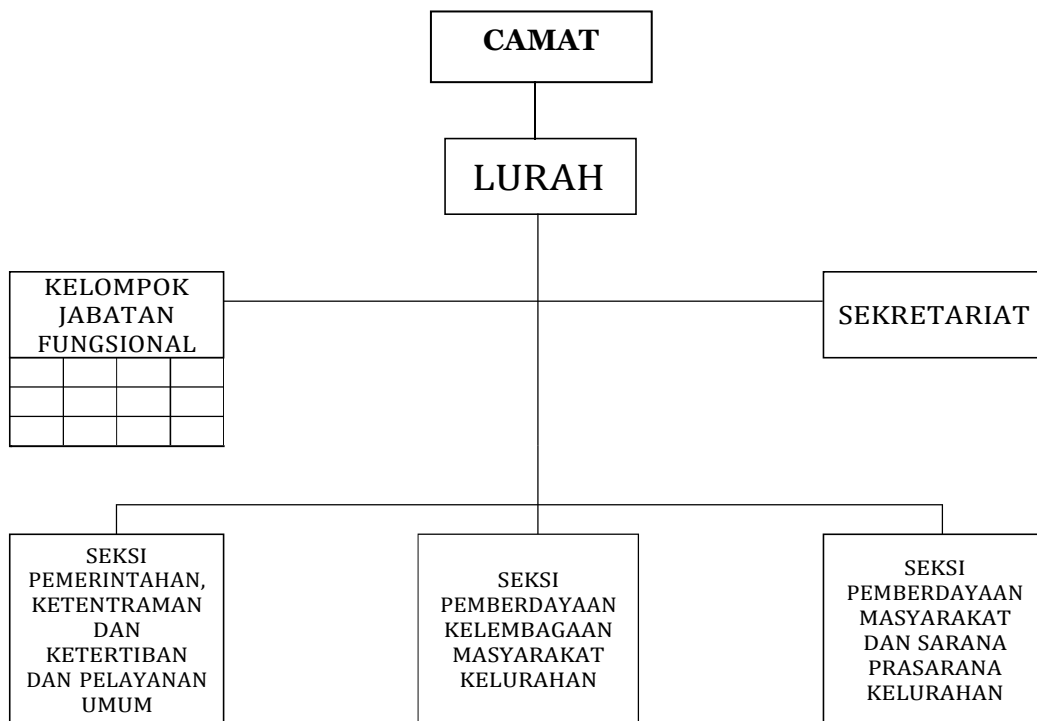 CAMAT
LURAH
KELOMPOK
JABATAN
FUNGSIONAL
SEKRETARIAT
SEKSI
PEMERINTAHAN,
KETENTRAMAN
DAN
KETERTIBAN
DAN PELAYANAN
UMUM
SEKSI
PEMBERDAYAAN
KELEMBAGAAN
MASYARAKAT
KELURAHAN
SEKSI
PEMBERDAYAAN
MASYARAKAT
DAN SARANA
PRASARANA
KELURAHAN